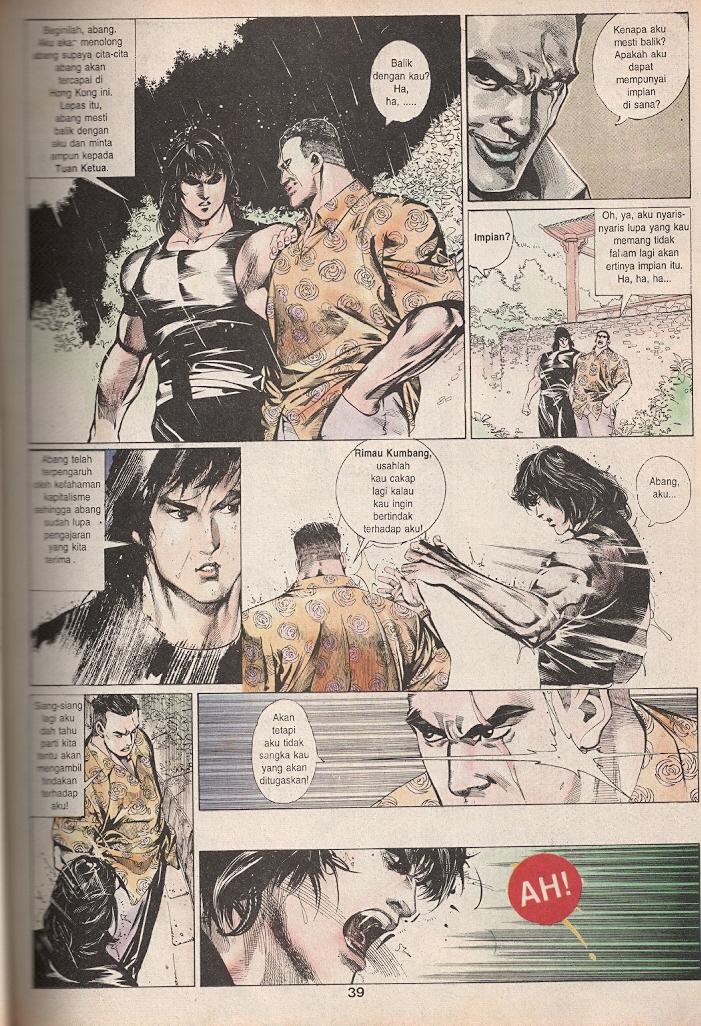 Beginilah, abang.
Aku akan menolong
abang supaya cita-cita
abang akan
tercapai di
Hong Kong ini.
Lepas itu,
abang mesti
balik dengan
aku dan minta
ampun kepada
Tuan Ketua.
Balik
dengan kau?
Ha,
ha, .....
Kenapa aku
mesti balik?
Apakah aku
dapat
mempunyai
impian
di sana?
Impian?
Oh, ya, aku nyaris-
nyaris lupa yang kau
memang tidak
faham lagi akan
ertinya impian itu.
Ha, ha, ha...
Abang telah
terpengaruh
oleh kefahaman
kapitalisme
sehingga abang
sudah lupa
pengajaran
yang kita
terima .
Rimau Kumbang,
usahlah
kau cakap
lagi kalau
kau ingin
bertindak
terhadap aku!
Abang,
aku...
Siang-siang
lagi aku
dah tahu
parti kita
tentu akan
mengambil
tindakan
terhadap
aku!
Akan
tetapi
aku tidak
sangka kau
yang akan
ditugaskan!
AH!
39